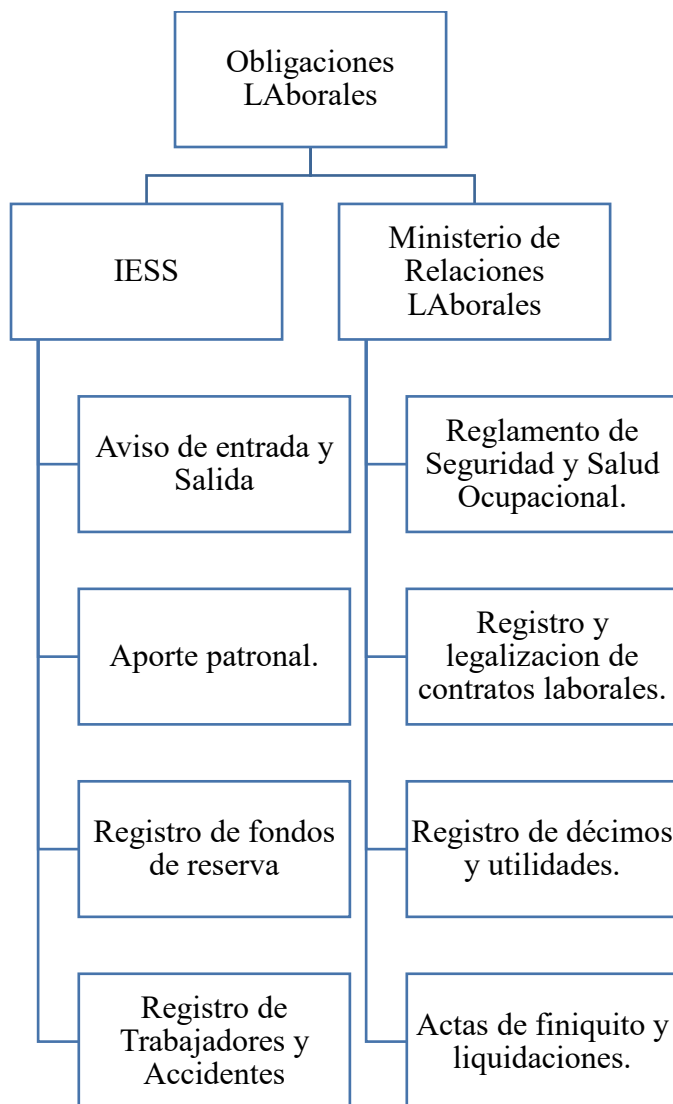 Obligaciones
LAborales
IESS
Ministerio de
Relaciones
LAborales
Aviso de entrada y
Salida
Aporte patronal.
Registro de fondos
de reserva
Registro de
Trabajadores y
Accidentes
Reglamento de
Seguridad y Salud
Ocupacional.
Registro y
legalizacion de
contratos laborales.
Registro de décimos
y utilidades.
Actas de finiquito y
liquidaciones.